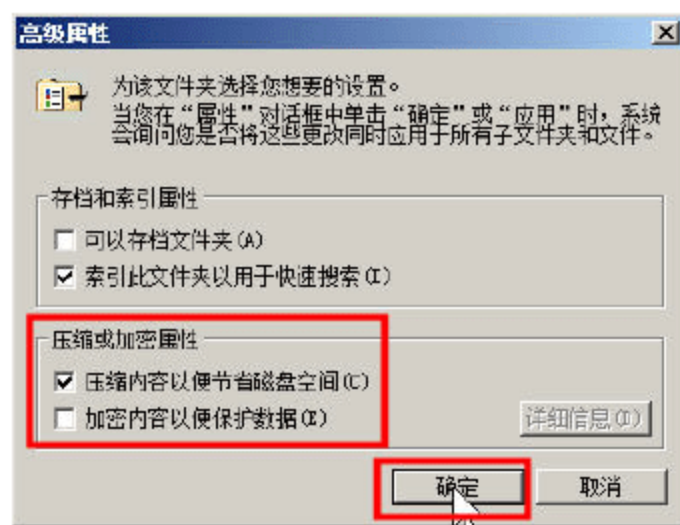 高级属性
为该文件夹选择您想要的设置。
当您在“属性”对话框中单击“确定”或“应用”时，系统
会询问您是否将这些更改同时应用于所有子文件夹和文件。
存档和索引属性
可以存档文件夹(A)
索引此文件夹以用于快速搜索(I)
压缩或加密属性
压缩内容以便节省磁盘空间(C)
加密内容以便保护数据(E)
详细信息(D)
确定
取消